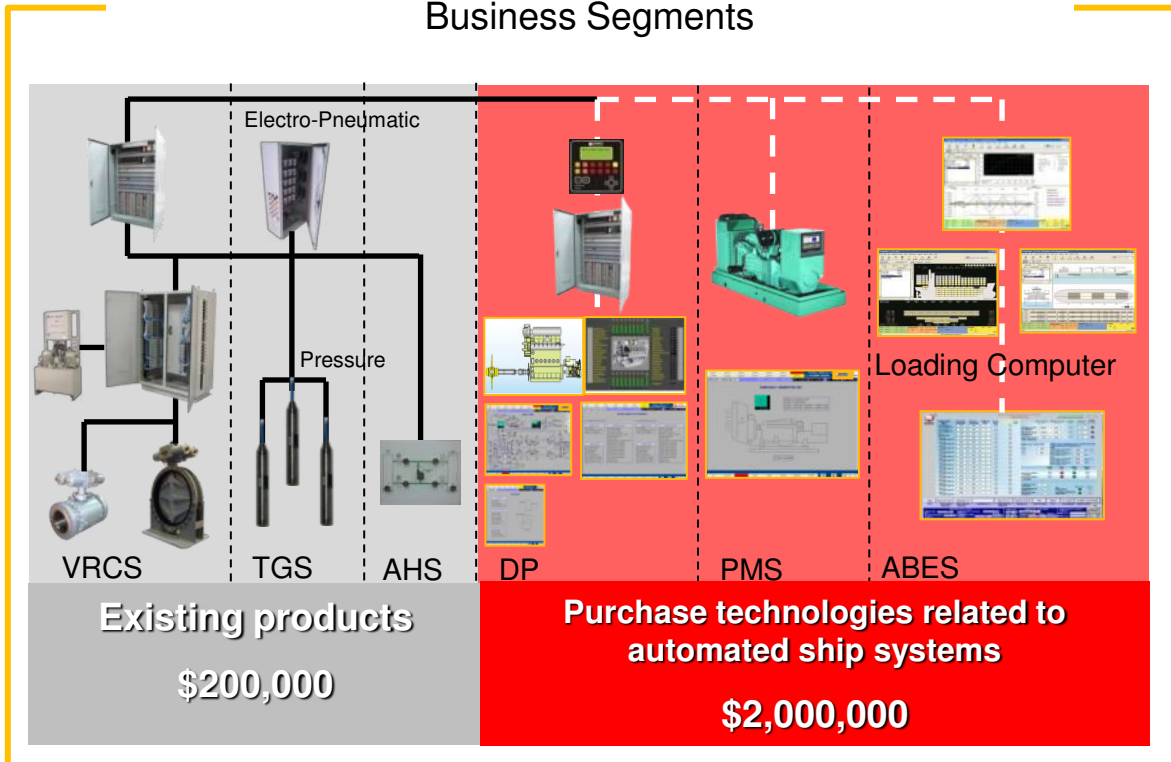 Business Segments
Electro-Pneumatic
Pressure
Loading Computer
VRCS
TGS
AHS
DP
PMS
ABES
Existing products
$200,000
Purchase technologies related to
automated ship systems
$2,000,000